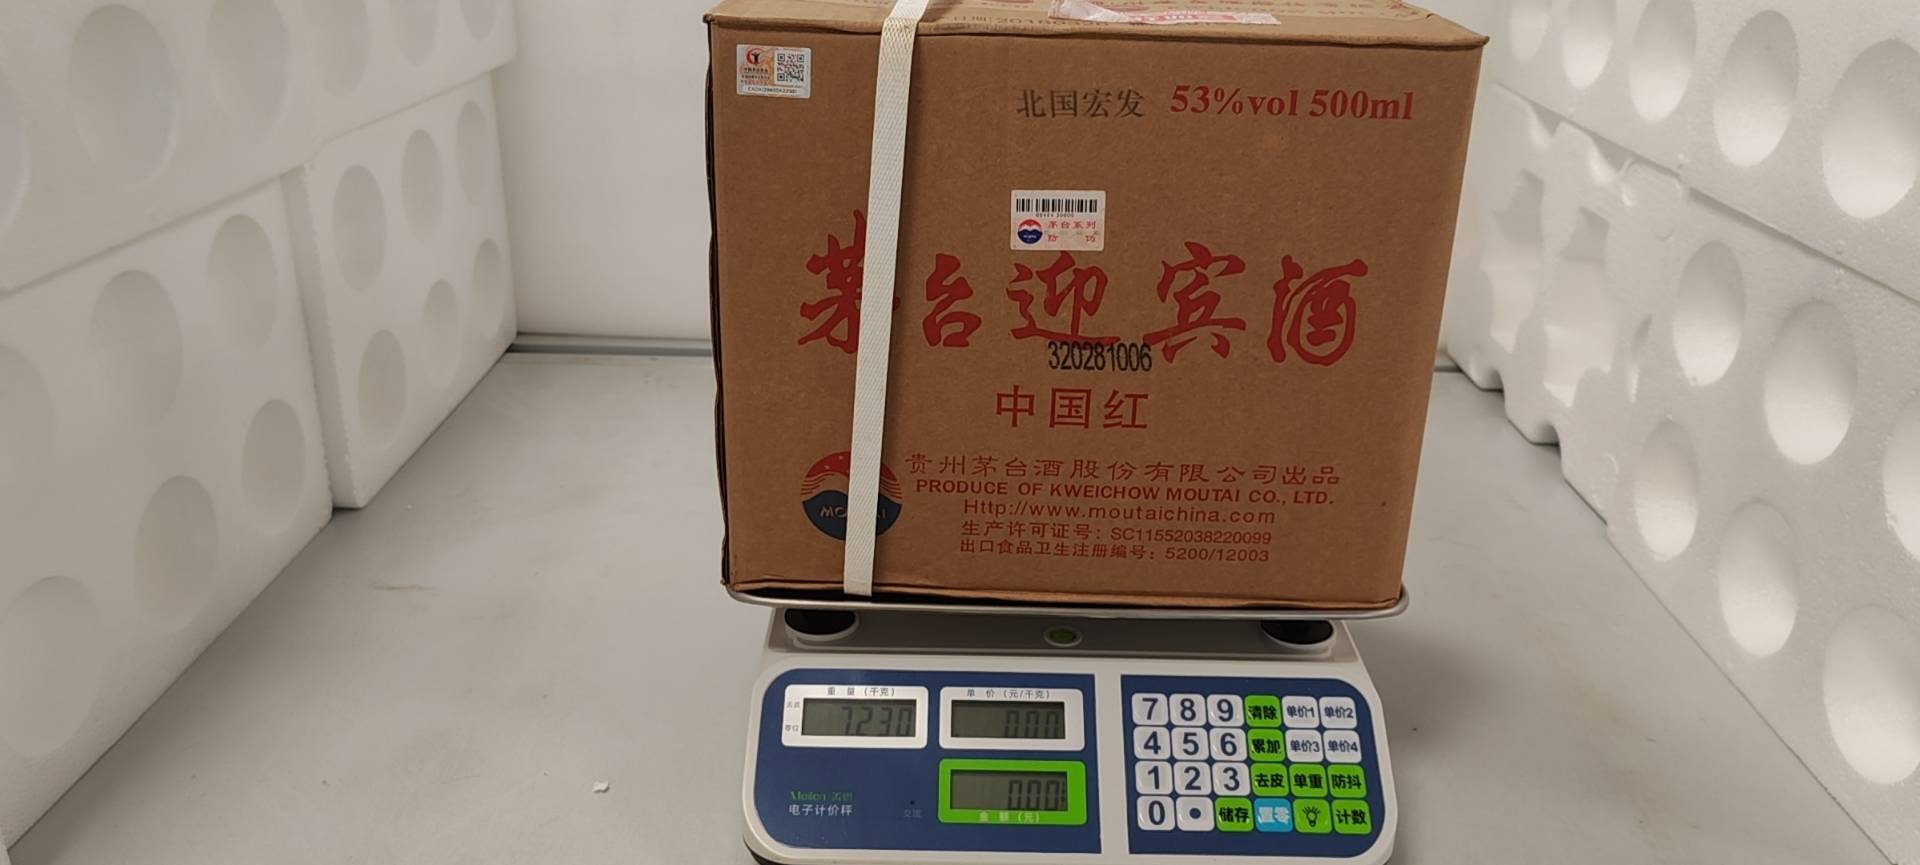 北国宏发 53%vol 500ml
茅台系列
防 伪
茅台迎宾酒
320281006
中国红
贵州茅台酒股份有限公司出品
PRODUCE OF KWEICHOW MOUTAI CO., LTD.
Http://www.moutaichina.com
生产许可证号：SC11552038220099
出口食品卫生注册编号：5200/12003
重 量 (千克)
单 价 (元/千克)
7.230
0.00
0.00
金 额 (元)
电子计价秤
交流
7 8 9 清除 单价1 单价2
4 5 6 累加 单价3 单价4
1 2 3 去皮 单重 防抖
0 • 储存 置零 计数